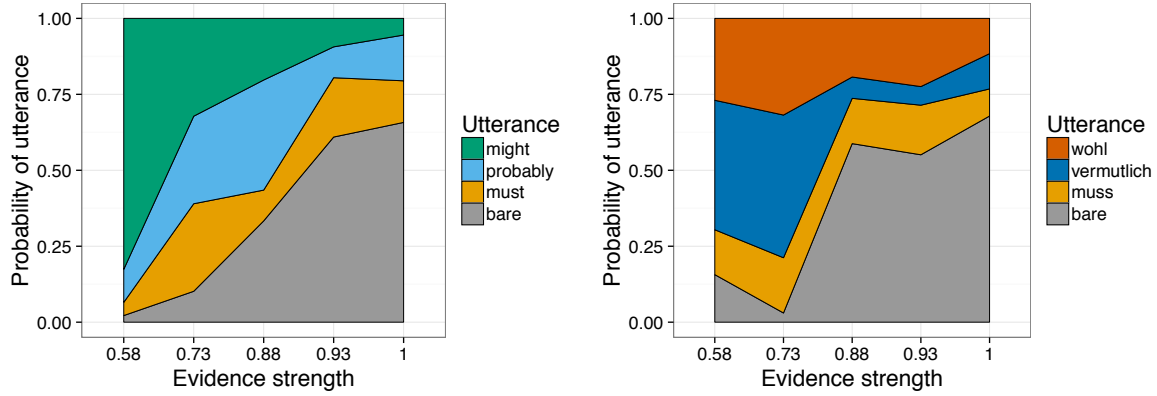 1.00
0.75
0.50
0.25
0.00
Probability of utterance
0.58 0.73 0.88 0.93 1
Evidence strength
Utterance
might
probably
must
bare
1.00
0.75
0.50
0.25
0.00
Probability of utterance
0.58 0.73 0.88 0.93 1
Evidence strength
Utterance
wohl
vermutlich
muss
bare